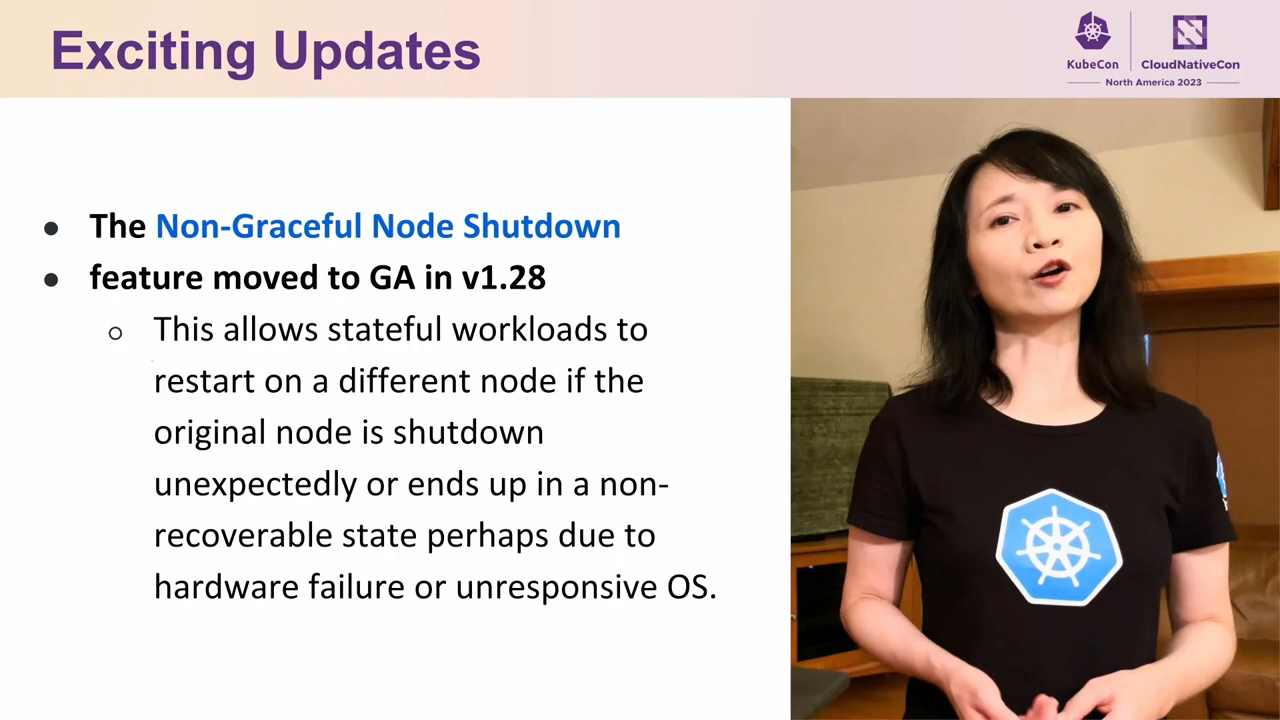 Exciting Updates
KubeCon
CloudNativeCon
North America 2023
● The Non-Graceful Node Shutdown
● feature moved to GA in v1.28
○ This allows stateful workloads to
restart on a different node if the
original node is shutdown
unexpectedly or ends up in a non-
recoverable state perhaps due to
hardware failure or unresponsive OS.